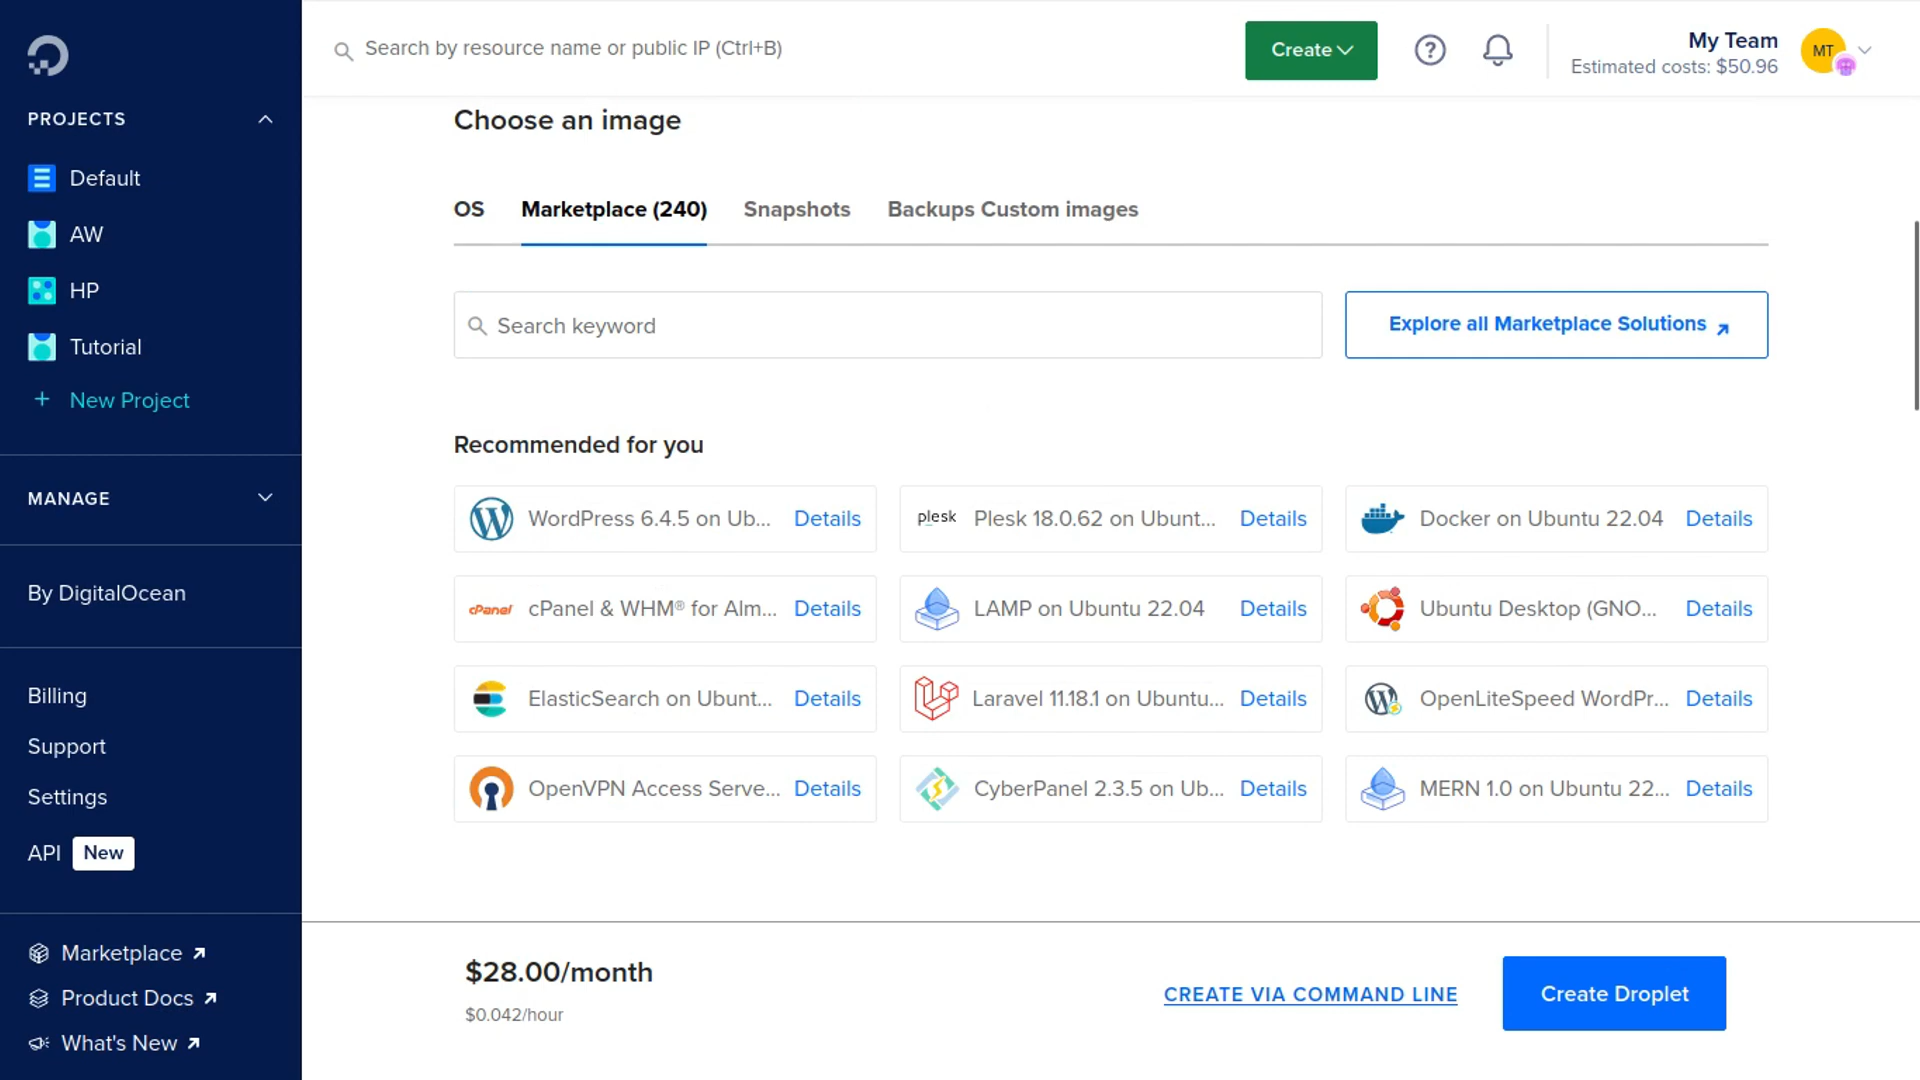 PROJECTS
Default
AW
HP
Tutorial
+ New Project
MANAGE
By DigitalOcean
Billing
Support
Settings
API New
Marketplace
Product Docs
What's New
Search by resource name or public IP (Ctrl+B)
Create
My Team
Estimated costs: $50.96
MT
Choose an image
OS Marketplace (240) Snapshots Backups Custom images
Search keyword
Explore all Marketplace Solutions
Recommended for you
WordPress 6.4.5 on Ub... Details
plesk Plesk 18.0.62 on Ubunt... Details
Docker on Ubuntu 22.04 Details
cPanel cPanel & WHM® for Alm... Details
LAMP on Ubuntu 22.04 Details
Ubuntu Desktop (GNO... Details
ElasticSearch on Ubunt... Details
Laravel 11.18.1 on Ubuntu... Details
OpenLiteSpeed WordPr... Details
OpenVPN Access Serve... Details
CyberPanel 2.3.5 on Ub... Details
MERN 1.0 on Ubuntu 22... Details
$28.00/month
$0.042/hour
CREATE VIA COMMAND LINE
Create Droplet